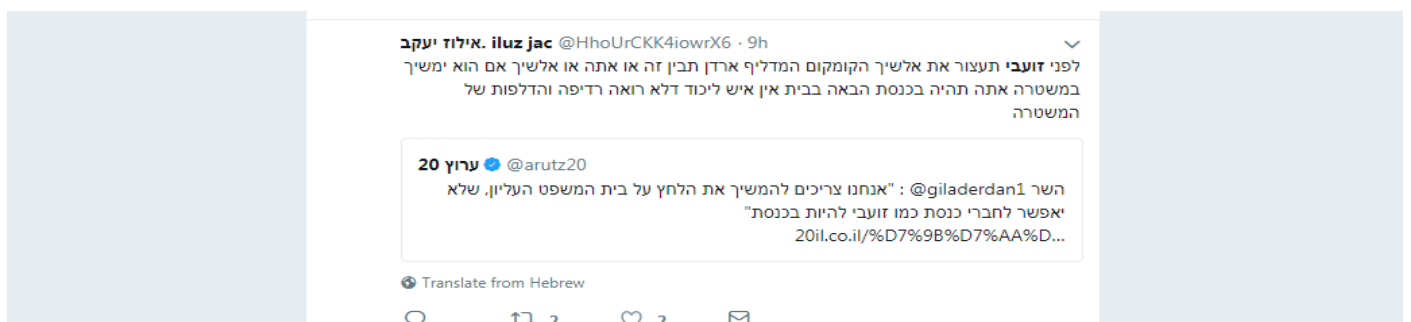 אילוז יעקב. iluz jac @HhoUrCKK4iowrX6 · 9h
לפני זועבי תעצור את אלשיך הקומקום המדליף ארדן תבין זה או אתה או אלשיך אם הוא ימשיך
במשטרה אתה תהיה בכנסת הבאה בבית אין איש ליכוד דלא רואה רדיפה והדלפות של
המשטרה
ערוץ 20 @arutz20
השר @giladerdan1 : "אנחנו צריכים להמשיך את הלחץ על בית המשפט העליון, שלא
יאפשר לחברי כנסת כמו זועבי להיות בכנסת"
20il.co.il/%D7%9B%D7%AA%D...
Translate from Hebrew